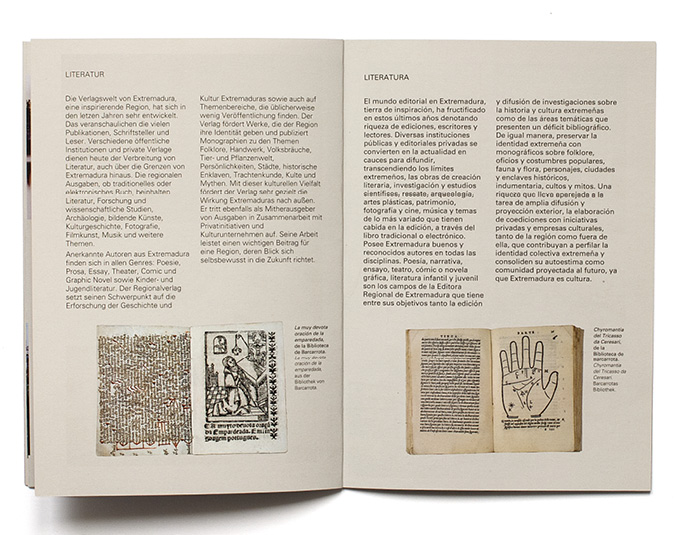 LITERATUR
Die Verlagswelt von Extremadura,
eine inspirierende Region, hat sich in
den letzen Jahren sehr entwickelt.
Das veranschaulichen die vielen
Publikationen, Schriftsteller und
Leser. Verschiedene öffentliche
Institutionen und private Verlage
dienen heute der Verbreitung von
Literatur, auch über die Grenzen von
Extremadura hinaus. Die regionalen
Ausgaben, ob traditionelles oder
elektronisches Buch, beinhalten
Literatur, Forschung und
wissenschaftliche Studien,
Archäologie, bildende Künste,
Kulturgeschichte, Fotografie,
Filmkunst, Musik und weitere
Themen.
Anerkannte Autoren aus Extremadura
finden sich in allen Genres: Poesie,
Prosa, Essay, Theater, Comic und
Graphic Novel sowie Kinder- und
Jugendliteratur. Der Regionalverlag
setzt seinen Schwerpunkt auf die
Erforschung der Geschichte und
Kultur Extremaduras sowie auch auf
Themenbereiche, die üblicherweise
wenig Veröffentlichung finden. Der
Verlag fördert Werke, die der Region
ihre Identität geben und publiziert
Monographien zu den Themen
Folklore, Handwerk, Volksbräuche,
Tier- und Pflanzenwelt,
Persönlichkeiten, Städte, historische
Enklaven, Trachtenkunde, Kulte und
Mythen. Mit dieser kulturellen Vielfalt
fördert der Verlag sehr gezielt die
Wirkung Extremaduras nach außen.
Er tritt ebenfalls als Mitherausgeber
von Ausgaben in Zusammenarbeit mit
Privatinitiativen und
Kulturunternehmen auf. Seine Arbeit
leistet einen wichtigen Beitrag für
eine Region, deren Blick sich
selbsbewusst in die Zukunft richtet.
La muy devota
oración de la
emparedada,
de la Biblioteca
de Barcarrota.
La muy devota
oración de la
emparedada
aus der
Bibliothek von
Barcarrota
LITERATURA
El mundo editorial en Extremadura,
tierra de inspiración, ha fructificado
en estos últimos años denotando
riqueza de ediciones, escritores y
lectores. Diversas instituciones
públicas y editoriales privadas se
convierten en la actualidad en
cauces para difundir,
transcendiendo los límites
extremeños, las obras de creación
literaria, investigación y estudios
científicos, rescate, arqueología,
artes plásticas, patrimonio,
fotografía y cine, música y temas
de lo más variado que tienen
cabida en la edición, a través del
libro tradicional o electrónico.
Posee Extremadura buenos y
reconocidos autores en todas las
disciplinas. Poesía, narrativa,
ensayo, teatro, cómic o novela
gráfica, literatura infantil y juvenil
son los campos de la Editora
Regional de Extremadura que tiene
entre sus objetivos tanto la edición
y difusión de investigaciones sobre
la historia y cultura extremeñas
como de las áreas temáticas que
presenten un déficit bibliográfico.
De igual manera, preservar la
identidad extremeña con
monográficos sobre folklore,
oficios y costumbres populares,
fauna y flora, personajes, ciudades
y enclaves históricos,
indumentaria, cultos y mitos. Una
riqueza que lleva aparejada a la
tarea de amplia difusión y
proyección exterior, la elaboración
de coediciones con iniciativas
privadas y empresas culturales,
tanto de la región como fuera de
ella, que contribuyan a perfilar la
identidad colectiva extremeña y
consoliden su autoestima como
comunidad proyectada al futuro, ya
que Extremadura es cultura.
Chyromantia
del Tricasso
da Ceresari,
de la
Biblioteca de
Barcarrota.
Chyromantia
del Tricasso da
Ceresari,
Barcarrotas
Bibliothek.